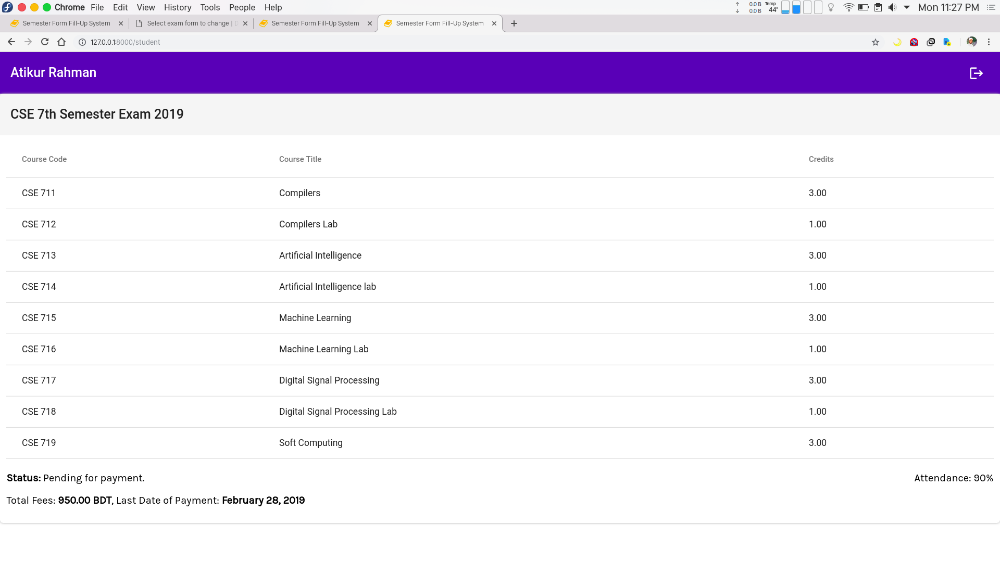 Chrome File Edit View History Tools People Help 0.0 B 0.0 B Temp 44° Mon 11:27 PM
Semester Form Fill-Up System Select exam form to change | D Semester Form Fill-Up System Semester Form Fill-Up System
127.0.0.1:8000/student
Atikur Rahman
CSE 7th Semester Exam 2019
Course Code Course Title Credits
CSE 711 Compilers 3.00
CSE 712 Compilers Lab 1.00
CSE 713 Artificial Intelligence 3.00
CSE 714 Artificial Intelligence lab 1.00
CSE 715 Machine Learning 3.00
CSE 716 Machine Learning Lab 1.00
CSE 717 Digital Signal Processing 3.00
CSE 718 Digital Signal Processing Lab 1.00
CSE 719 Soft Computing 3.00
Status: Pending for payment. Attendance: 90%
Total Fees: 950.00 BDT, Last Date of Payment: February 28, 2019